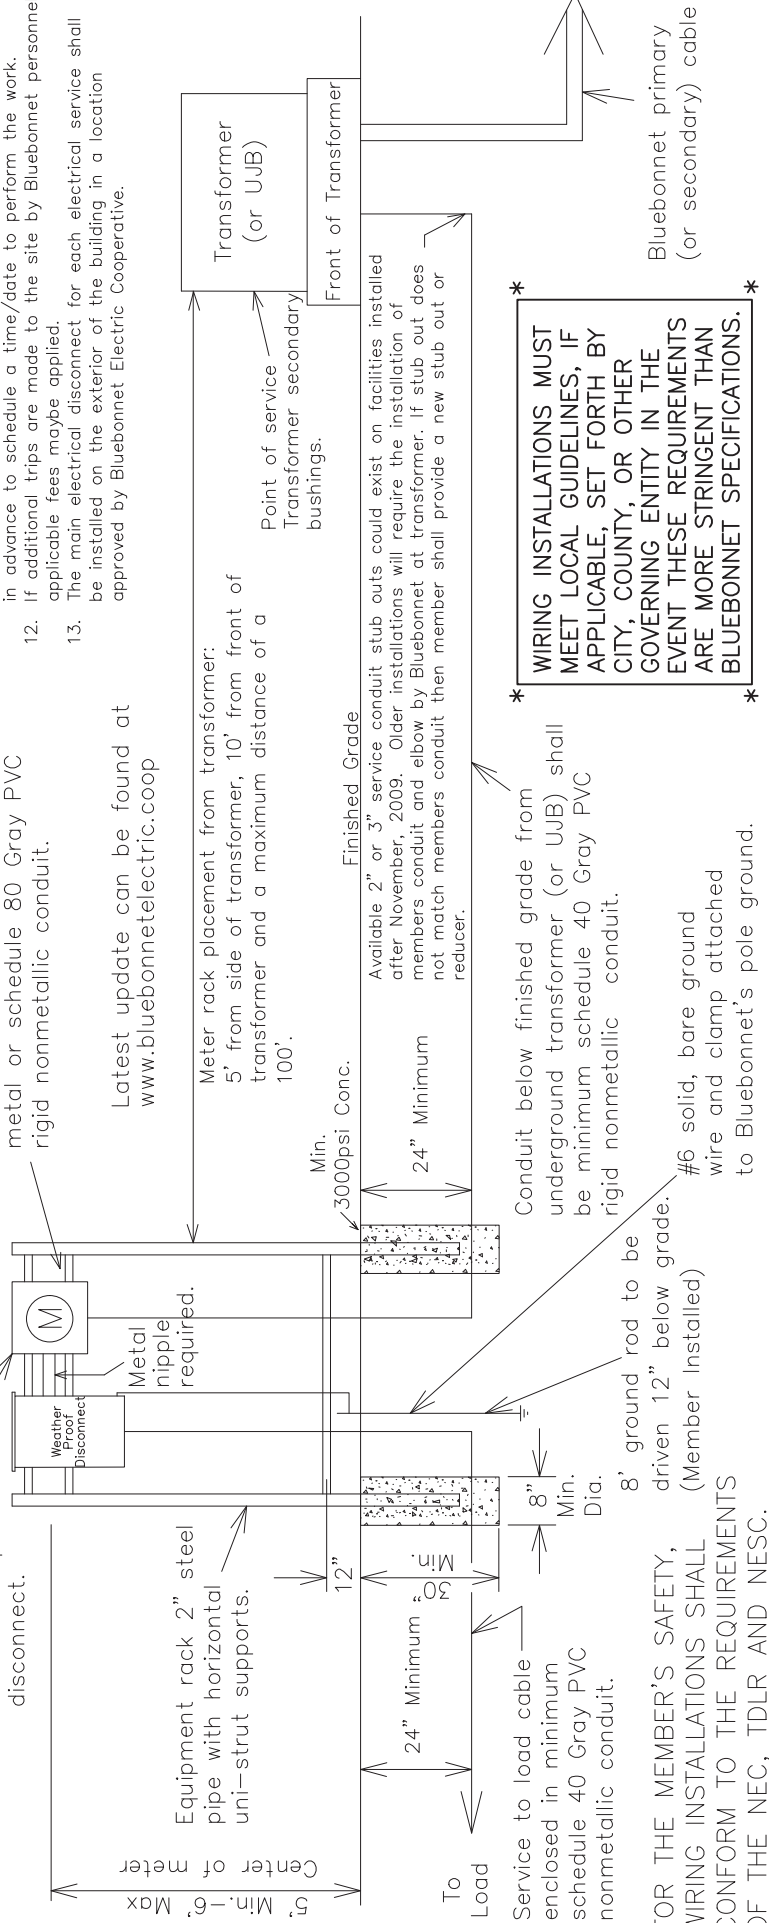 in advance to schedule a time/date to perform the work.
12. If additional trips are made to the site by Bluebonnet personne
applicable fees maybe applied.
13. The main electrical disconnect for each electrical service shall
be installed on the exterior of the building in a location
approved by Bluebonnet Electric Cooperative.
metal or schedule 80 Gray PVC
rigid nonmetallic conduit.
Latest update can be found at
www.bluebonnetelectric.coop
disconnect.
Weather
Proof
Disconnect
M
Metal
nipple
required.
Equipment rack 2" steel
pipe with horizontal
uni-strut supports.
Meter rack placement from transformer:
5' from side of transformer, 10' from front of
transformer and a maximum distance of a
100'.
Transformer
(or UJB)
Front of Transformer
Point of service
Transformer secondary
bushings.
5' Min.-6' Max
Center of meter
12"
30"
Min.
24" Minimum
8"
Min.
Dia.
Min.
3000psi Conc.
24" Minimum
Finished Grade
Available 2" or 3" service conduit stub outs could exist on facilities installed
after November, 2009. Older installations will require the installation of
members conduit and elbow by Bluebonnet at transformer. If stub out does
not match members conduit then member shall provide a new stub out or
reducer.
To
Load
Service to load cable
enclosed in minimum
schedule 40 Gray PVC
nonmetallic conduit.
8' ground rod to be
driven 12" below grade.
(Member Installed)
#6 solid, bare ground
wire and clamp attached
to Bluebonnet's pole ground.
Conduit below finished grade from
underground transformer (or UJB) shall
be minimum schedule 40 Gray PVC
rigid nonmetallic conduit.
Bluebonnet primary
(or secondary) cable
* *
WIRING INSTALLATIONS MUST
MEET LOCAL GUIDELINES, IF
APPLICABLE, SET FORTH BY
CITY, COUNTY, OR OTHER
GOVERNING ENTITY IN THE
EVENT THESE REQUIREMENTS
ARE MORE STRINGENT THAN
BLUEBONNET SPECIFICATIONS.
* *
OR THE MEMBER'S SAFETY,
WIRING INSTALLATIONS SHALL
CONFORM TO THE REQUIREMENTS
OF THE NEC, TDLR AND NESC.